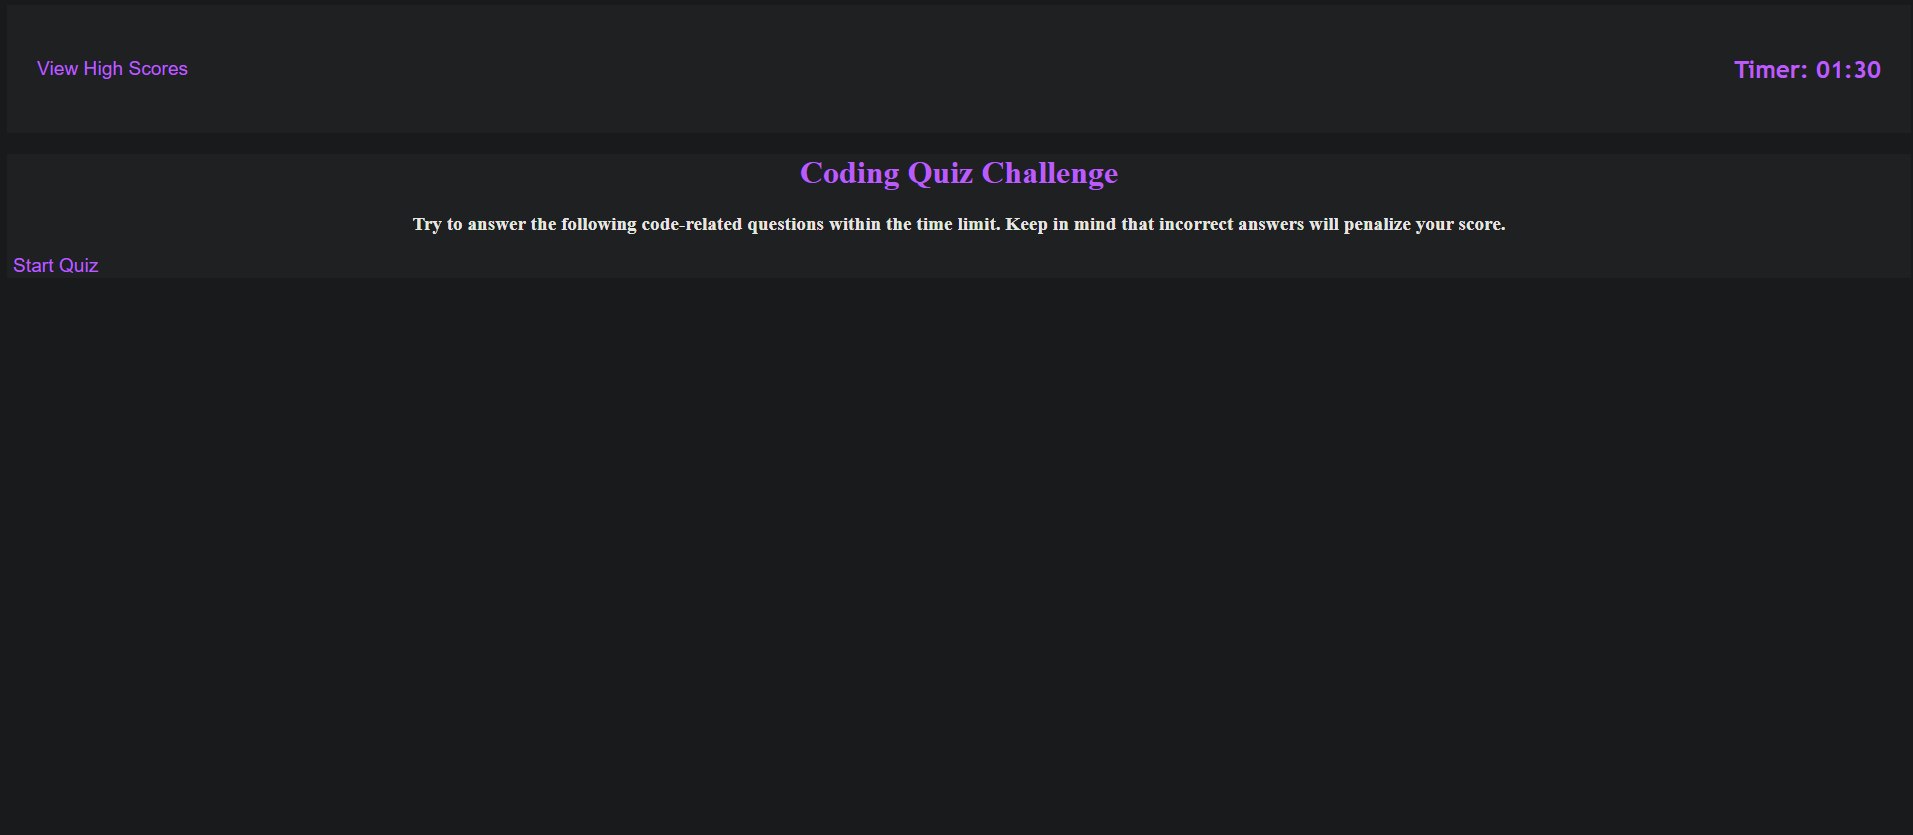 View High Scores
Timer: 01:30
Coding Quiz Challenge
Try to answer the following code-related questions within the time limit. Keep in mind that incorrect answers will penalize your score.
Start Quiz